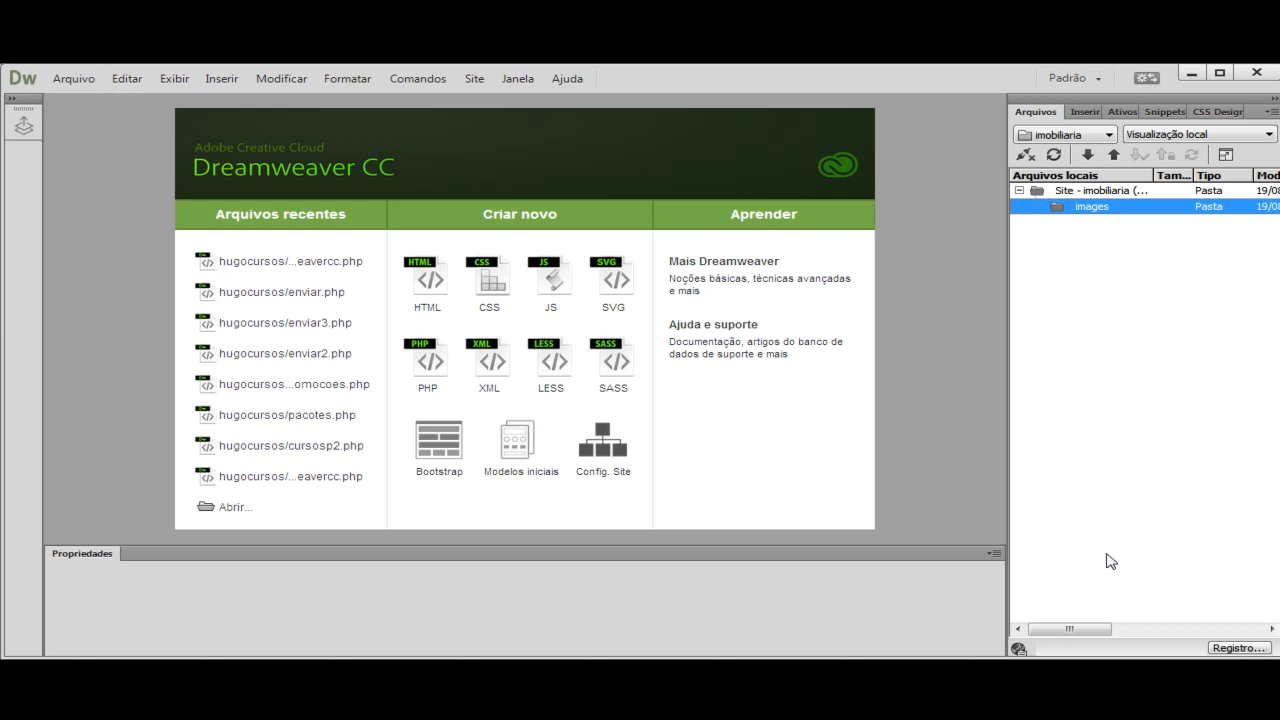 Dw Arquivo Editar Exibir Inserir Modificar Formatar Comandos Site Janela Ajuda Padrão
Adobe Creative Cloud
Dreamweaver CC
Arquivos recentes Criar novo Aprender
hugocursos/...eavercc.php
hugocursos/enviar.php
hugocursos/enviar3.php
hugocursos/enviar2.php
hugocursos...omocoes.php
hugocursos/pacotes.php
hugocursos/cursosp2.php
hugocursos/...eavercc.php
Abrir...
HTML CSS JS SVG
HTML CSS JS SVG
PHP XML LESS SASS
PHP XML LESS SASS
Bootstrap Modelos iniciais Config. Site
Mais Dreamweaver
Noções básicas, técnicas avançadas
e mais
Ajuda e suporte
Documentação, artigos do banco de
dados de suporte e mais
Propriedades
Arquivos Inserir Ativos Snippets CSS Design
imobiliaria Visualização local
Arquivos locais Tam... Tipo Mod
Site - imobiliaria (... Pasta 19/08
images Pasta 19/08
Registro...